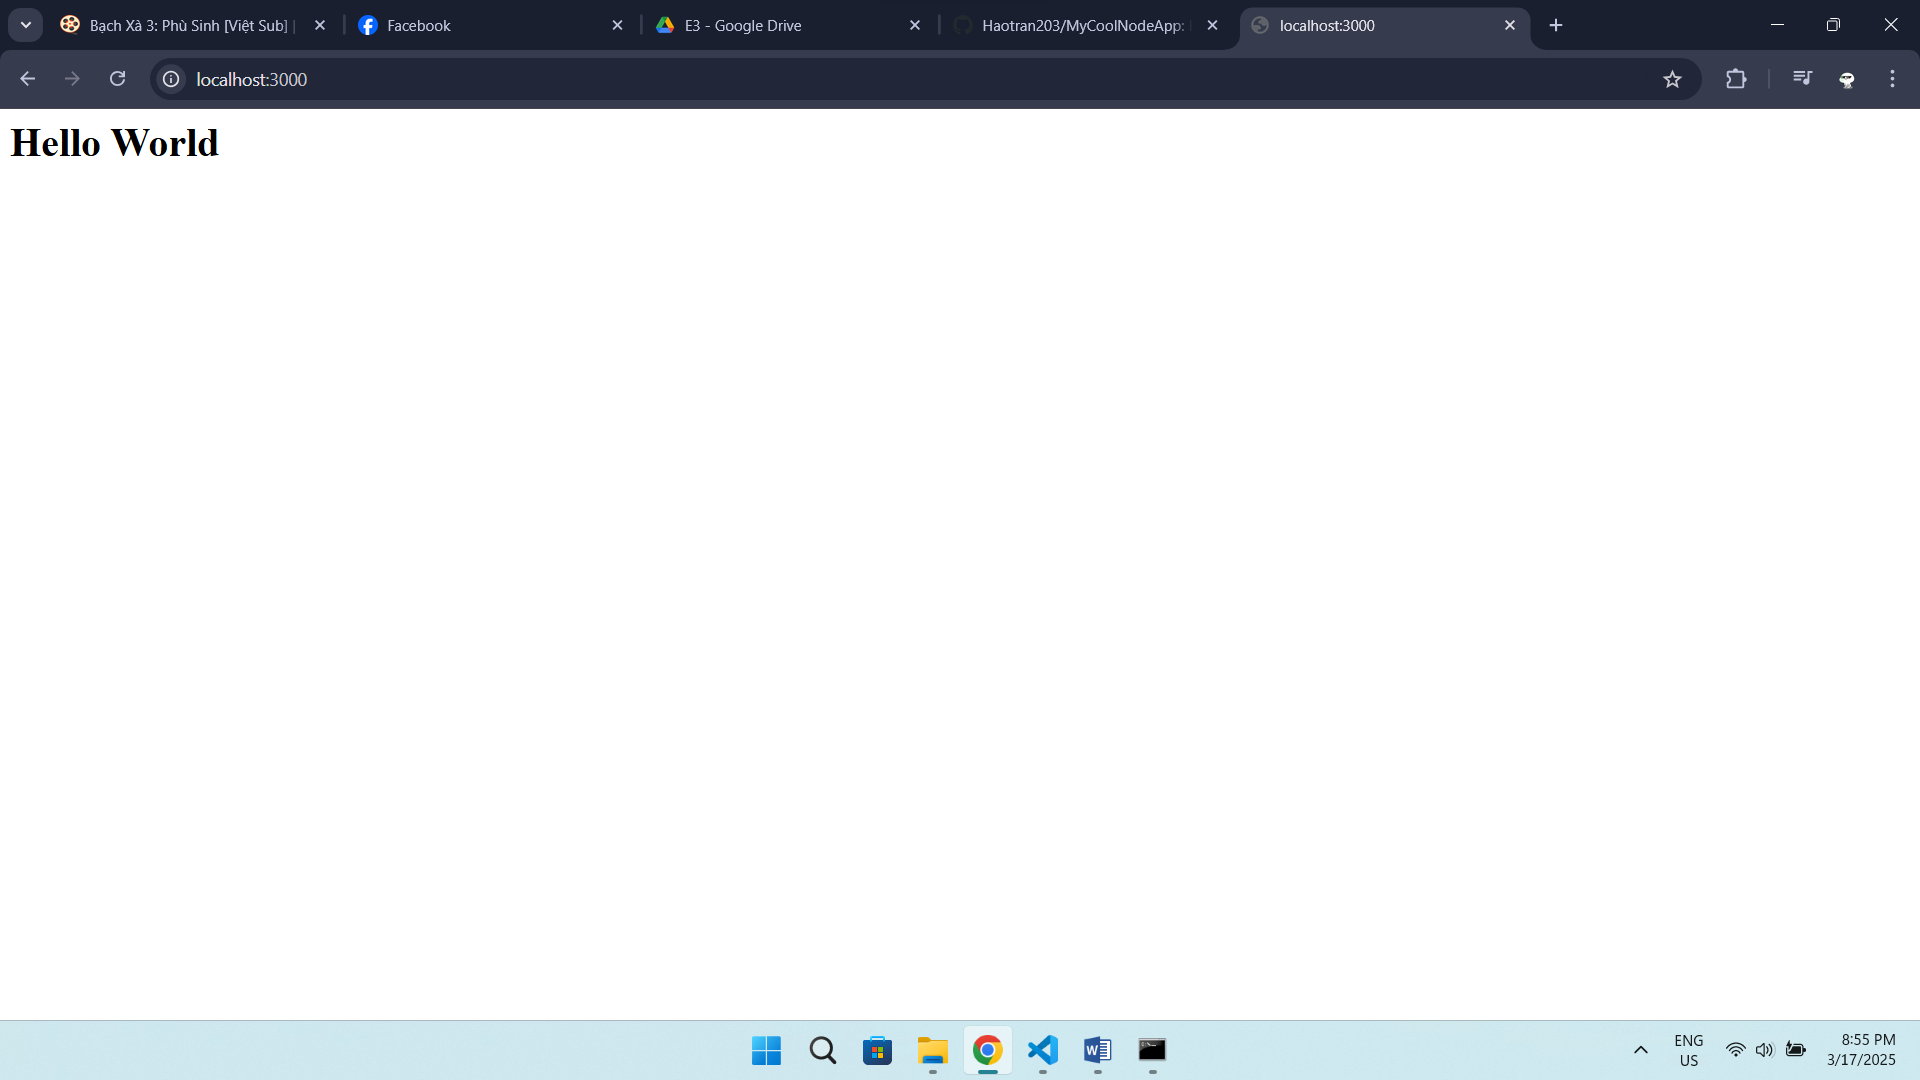 Bạch Xà 3: Phù Sinh [Việt Sub] |
Facebook
E3 - Google Drive
Haotran203/MyCoolNodeApp:
localhost:3000
localhost:3000
Hello World
ENG
US
8:55 PM
3/17/2025